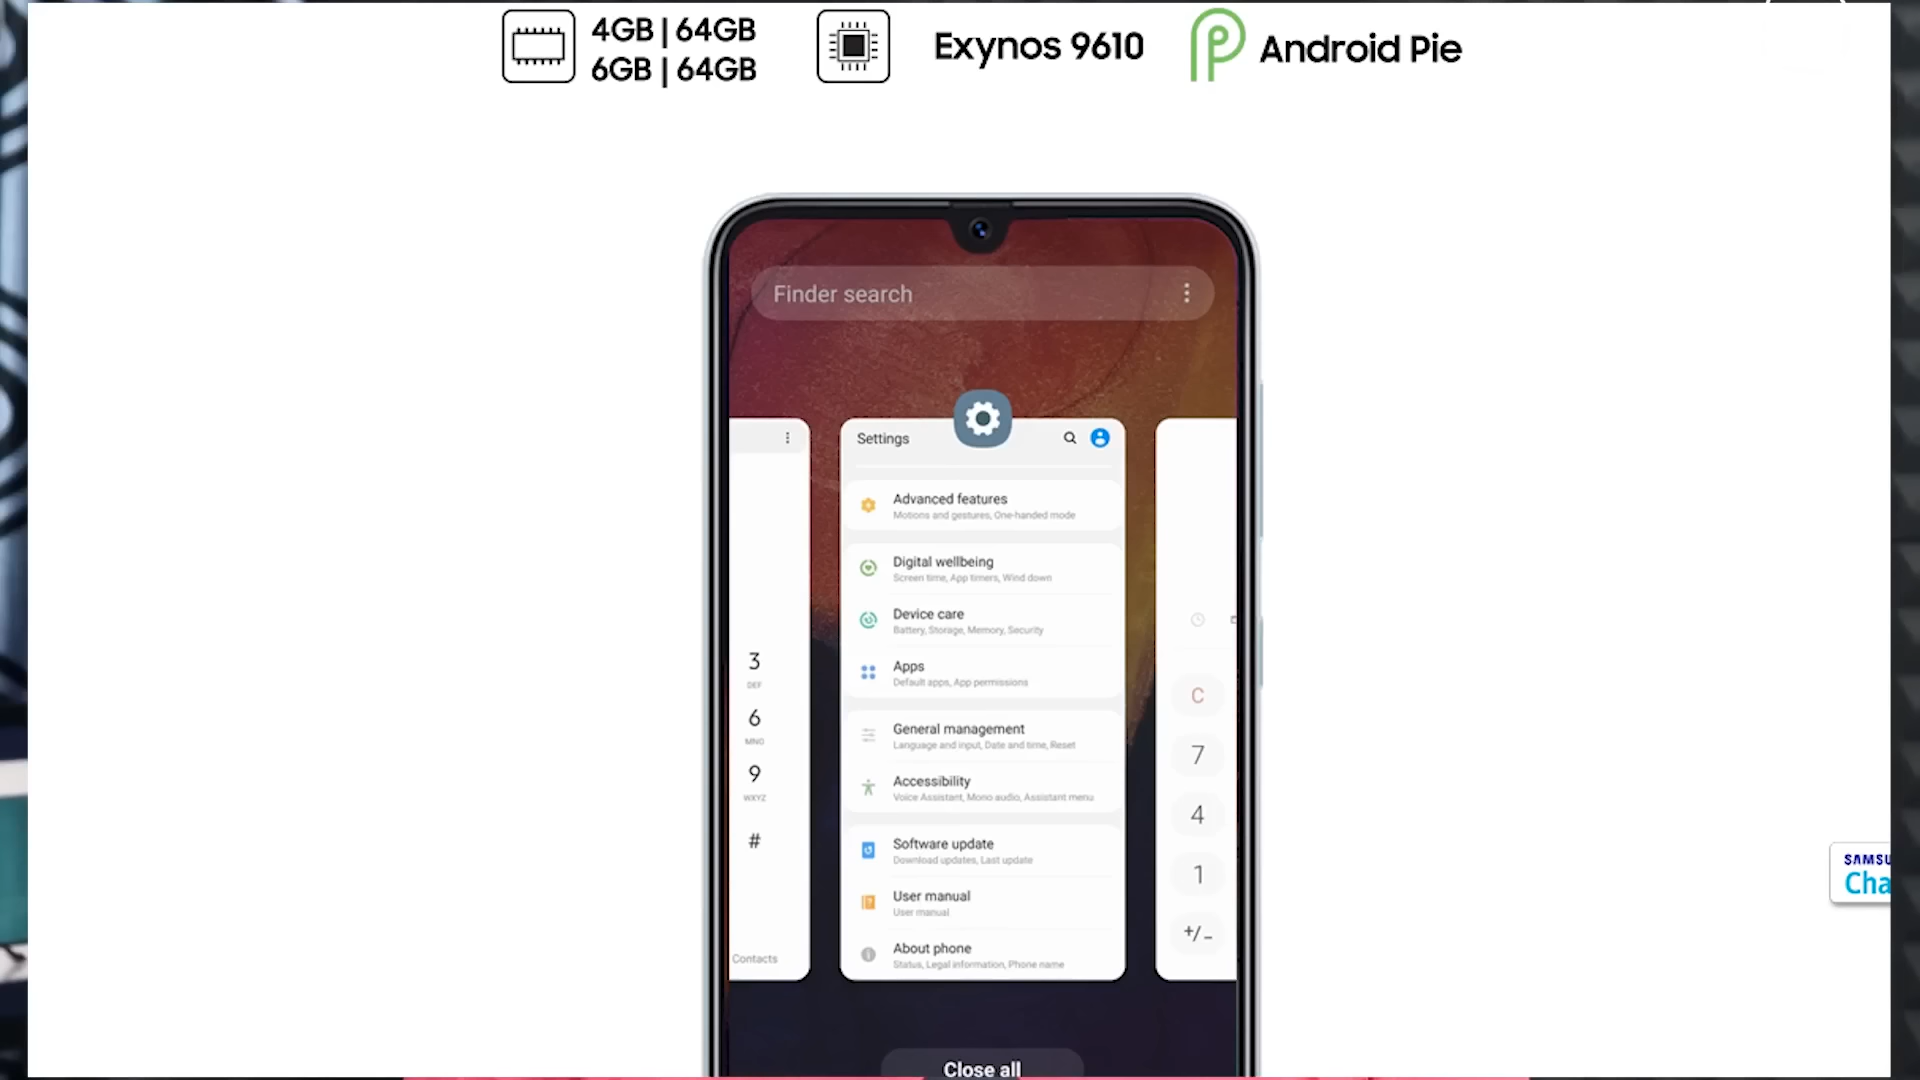 4GB | 64GB
6GB | 64GB
Exynos 9610
Android Pie
Finder search
Settings
Advanced features
Motions and gestures, One-handed mode
Digital wellbeing
Screen time, App timers, Wind down
Device care
Battery, Storage, Memory, Security
Apps
Default apps, App permissions
General management
Language and input, Date and time, Reset
Accessibility
Voice Assistant, Mono audio, Assistant menu
Software update
Download updates, Last update
User manual
User manual
About phone
Status, Legal information, Phone name
3
DEF
6
MNO
9
WXYZ
#
Contacts
C
7
4
1
+/-
SAMSU
Cha
Close all